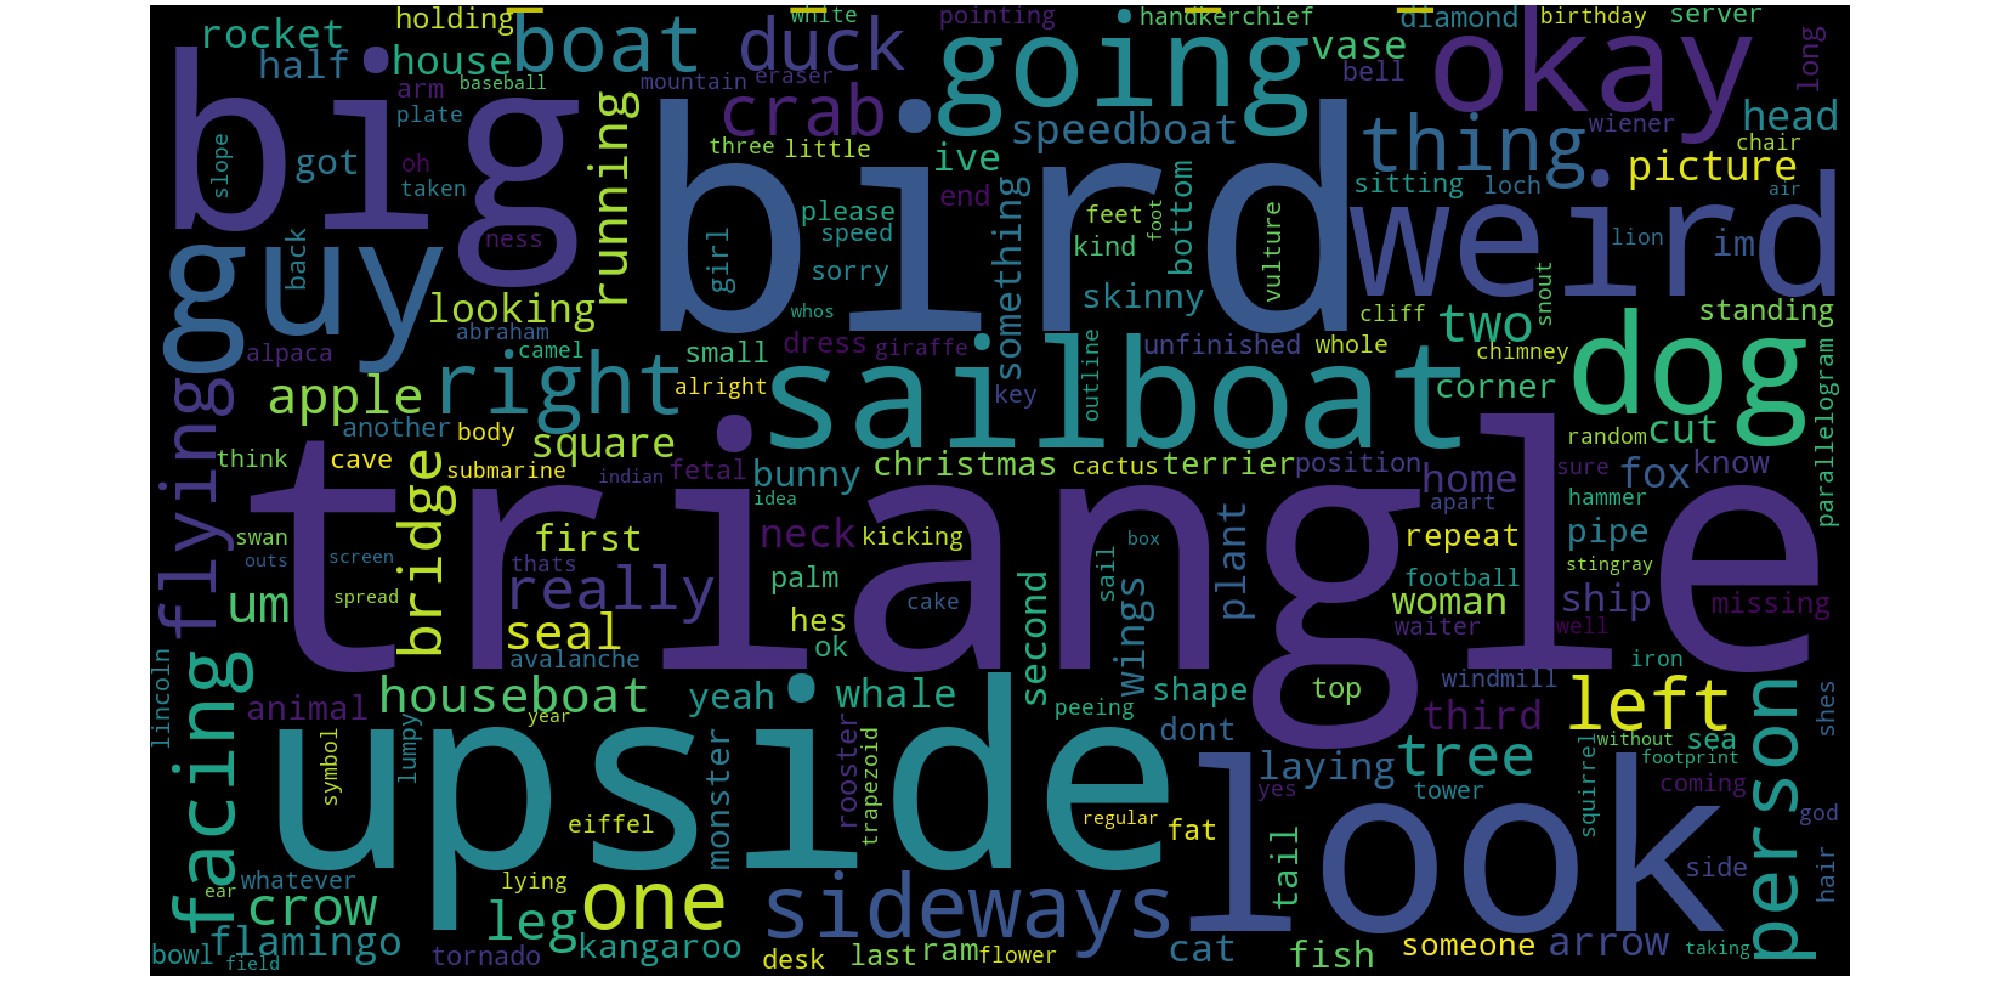 holding
boat
duck
white
pointing
handkerchief
diamond
birthday
server
rocket
half
house
baseball
mountain
eraser
going
vase
bell
okay
long
big
arm
plate
running
crab
speedboat
thing
wiener
head
chair
slope
got
oh
taken
three
little
ive
bird
bottom
sitting
loch
picture
air
guy
back
ness
girl
please
speed
sorry
end
something
feet
foot
kind
vulture
weird
lion
im
looking
abraham
whos
skinny
cliff
two
snout
standing
alpaca
camel
small
dress
giraffe
unfinished
whole
chimney
flying
apple
right
alright
sailboat
key
outline
corner
dog
parallelogram
another
body
square
random
cut
think
cave
bridge
submarine
indian
fetal
bunny
christmas
cactus
terrier
position
home
sure
fox
know
idea
apart
hammer
triangle
swan
outs
screen
first
thats
neck
kicking
sail
box
plant
repeat
pipe
stingray
um
spread
really
palm
cake
second
wings
football
woman
ship
missing
seal
hes
ok
waiter
well
avalanche
iron
facing
lincoln
animal
houseboat
year
yeah
whale
peeing
shape
top
windmill
third
left
person
shes
upside
symbol
lumpy
monster
rooster
trapezoid
dont
laying
yes
tree
tower
squirrel
without
sea
footprint
coming
eiffel
regular
fat
look
god
ear
whatever
crow
lying
leg
one
sideways
tail
side
hair
bowl
flamingo
field
tornado
kangaroo
desk
last
ram
flower
cat
fish
someone
arrow
taking